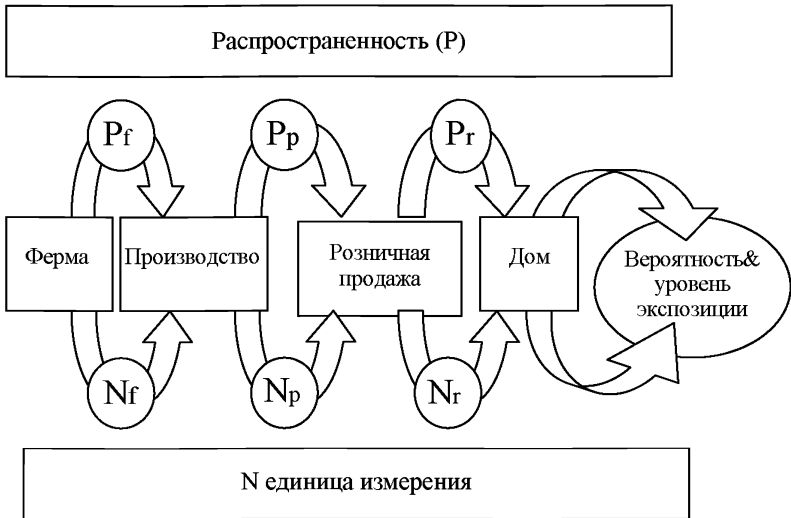 Распространенность (P)
Pf
Pp
Pr
Ферма
Производство
Розничная
продажа
Дом
Вероятность&
уровень
экспозиции
Nf
Np
Nr
N единица измерения